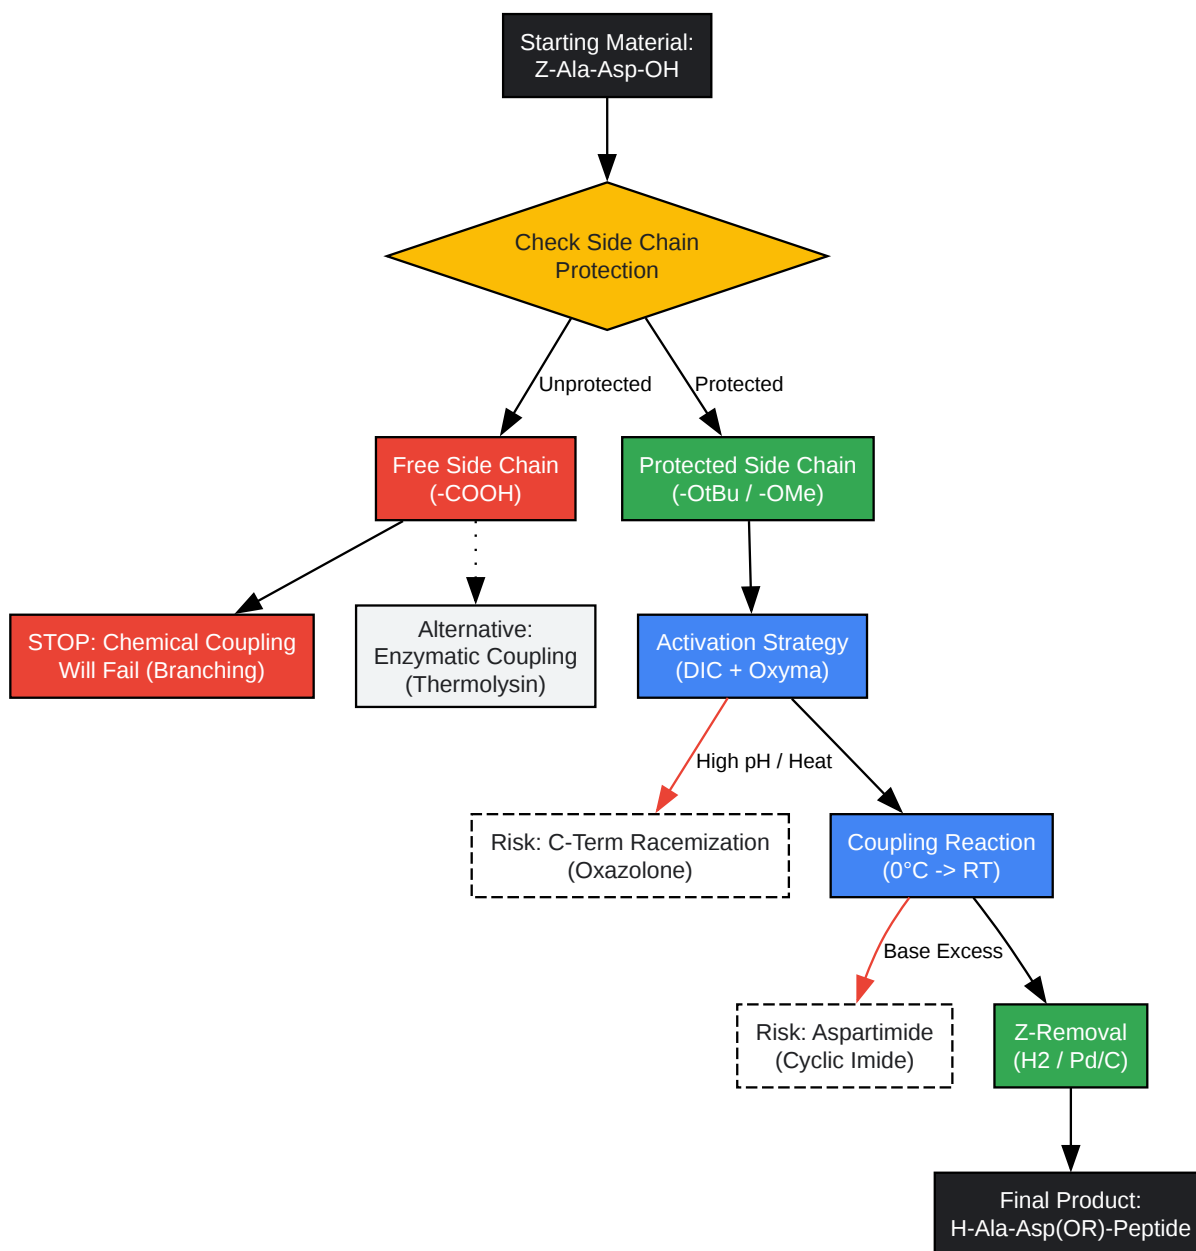 Starting Material:
Z-Ala-Asp-OH
Check Side Chain
Protection
Unprotected
Protected
Free Side Chain
(-COOH)
Protected Side Chain
(-OtBu / -OMe)
STOP: Chemical Coupling
Will Fail (Branching)
Alternative:
Enzymatic Coupling
(Thermolysin)
Activation Strategy
(DIC + Oxyma)
High pH / Heat
Risk: C-Term Racemization
(Oxazolone)
Coupling Reaction
(0°C -> RT)
Base Excess
Risk: Aspartimide
(Cyclic Imide)
Z-Removal
(H2 / Pd/C)
Final Product:
H-Ala-Asp(OR)-Peptide